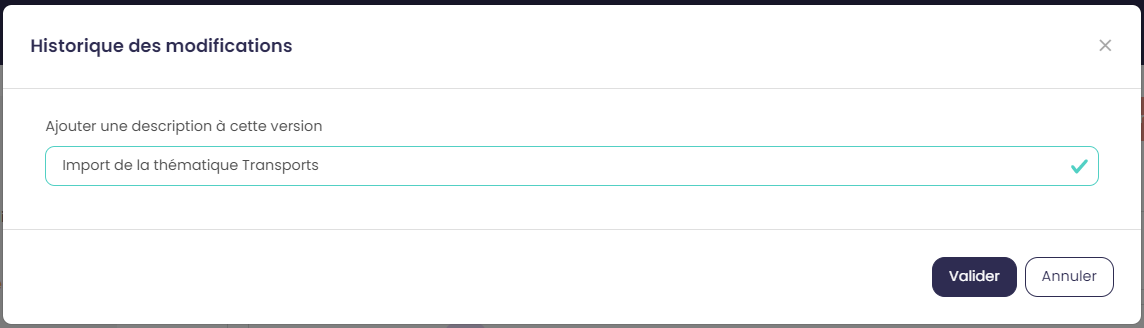 Historique des modifications
Ajouter une description à cette version
Import de la thématique Transports
Valider
Annuler